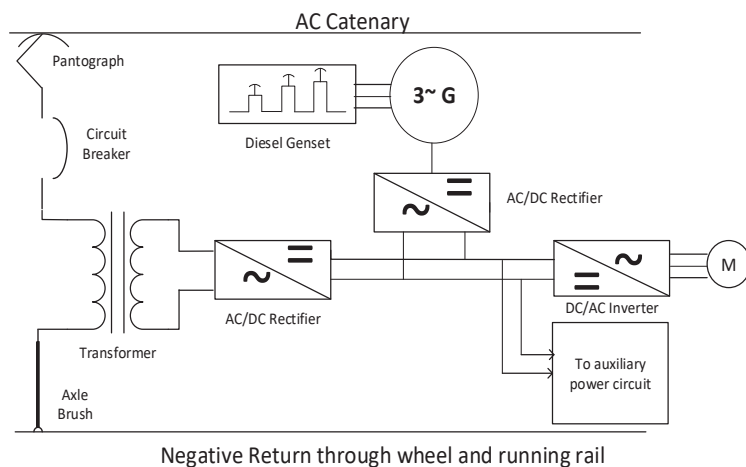 AC Catenary
Pantograph
3~ G
Diesel Genset
Circuit
Breaker
AC/DC Rectifier
M
AC/DC Rectifier
DC/AC Inverter
Transformer
To auxiliary
power circuit
Axle
Brush
Negative Return through wheel and running rail